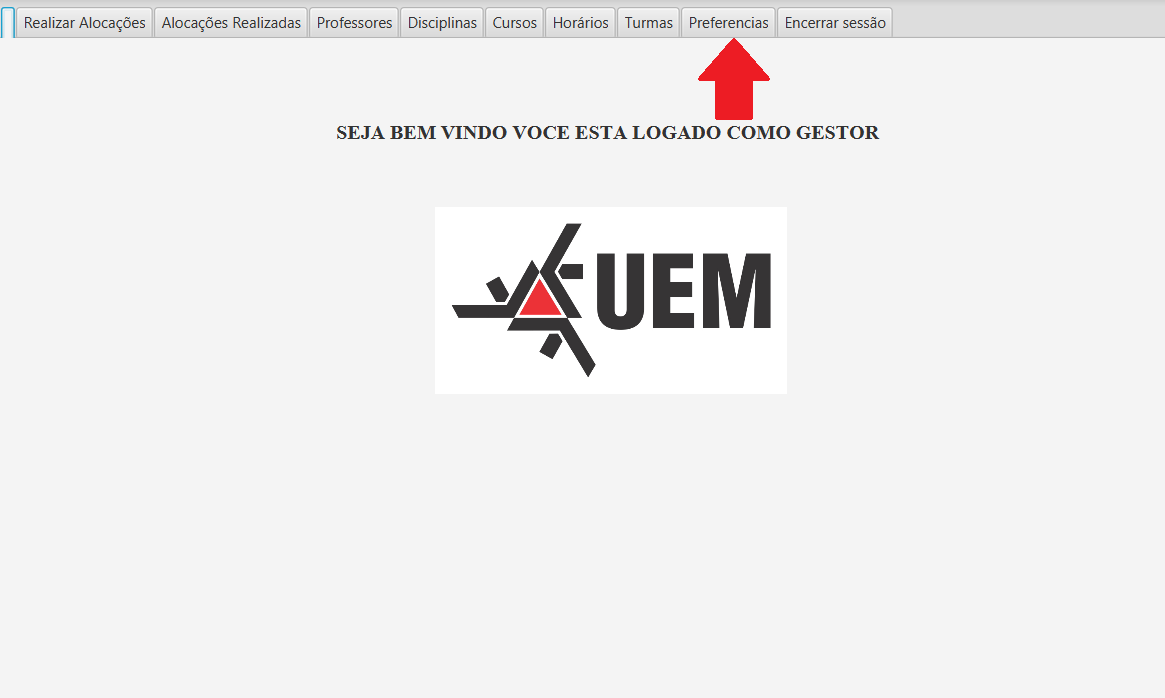 Realizar Alocações Alocações Realizadas Professores Disciplinas Cursos Horários Turmas Preferencias Encerrar sessão
SEJA BEM VINDO VOCE ESTA LOGADO COMO GESTOR
UEM